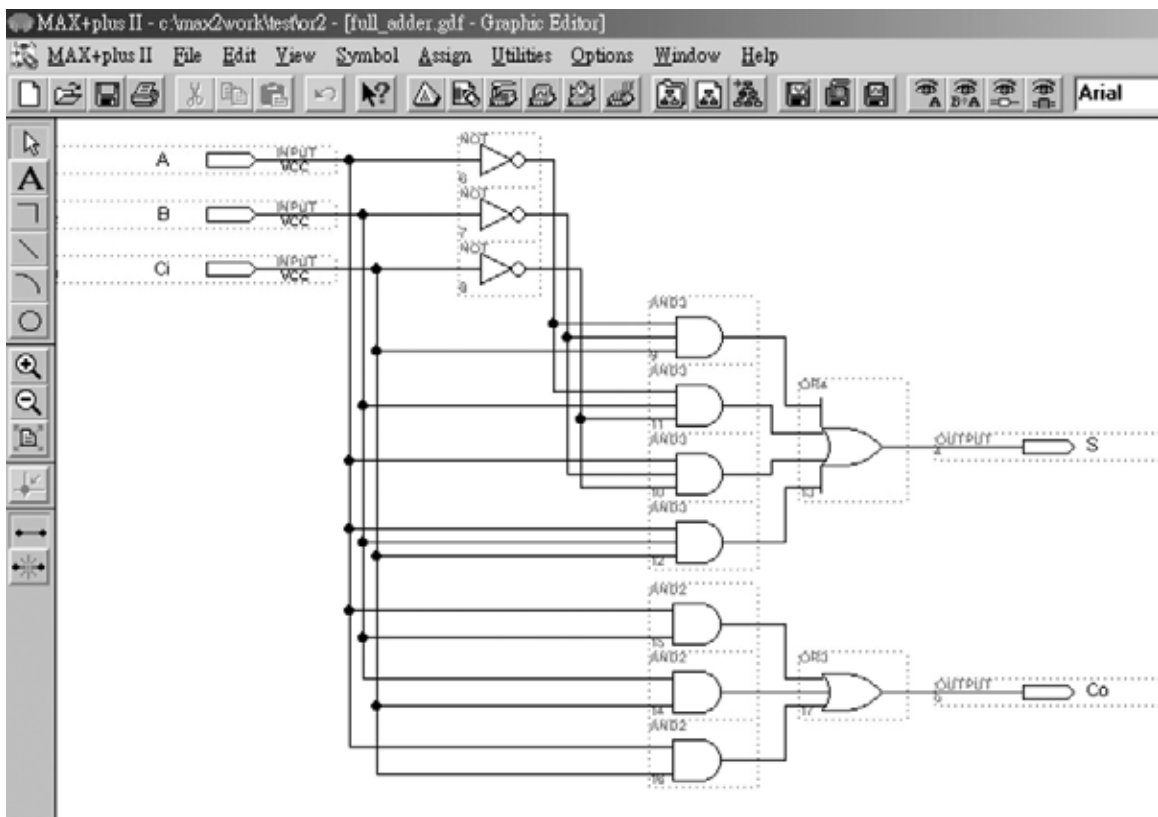 MAX+plus II - c:\max2work\test\or2 - [full_adder.gdf - Graphic Editor]
MAX+plus II File Edit View Symbol Assign Utilities Options Window Help
A B+A Arial
A
A INPUT VCC
B INPUT VCC
Ci INPUT VCC
NOT
6
NOT
7
NOT
8
AND3
9
AND3
11
AND3
10
AND3
12
OR4
13
OUTPUT S
4
AND2
15
AND2
14
AND2
16
OR3
17
OUTPUT Co
5